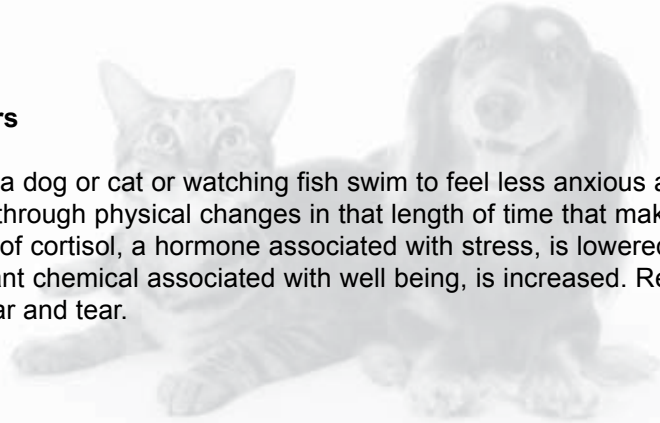 rs
a dog or cat or watching fish swim to feel less anxious a
through physical changes in that length of time that mak
of cortisol, a hormone associated with stress, is lowered
ant chemical associated with well being, is increased. Re
ar and tear.